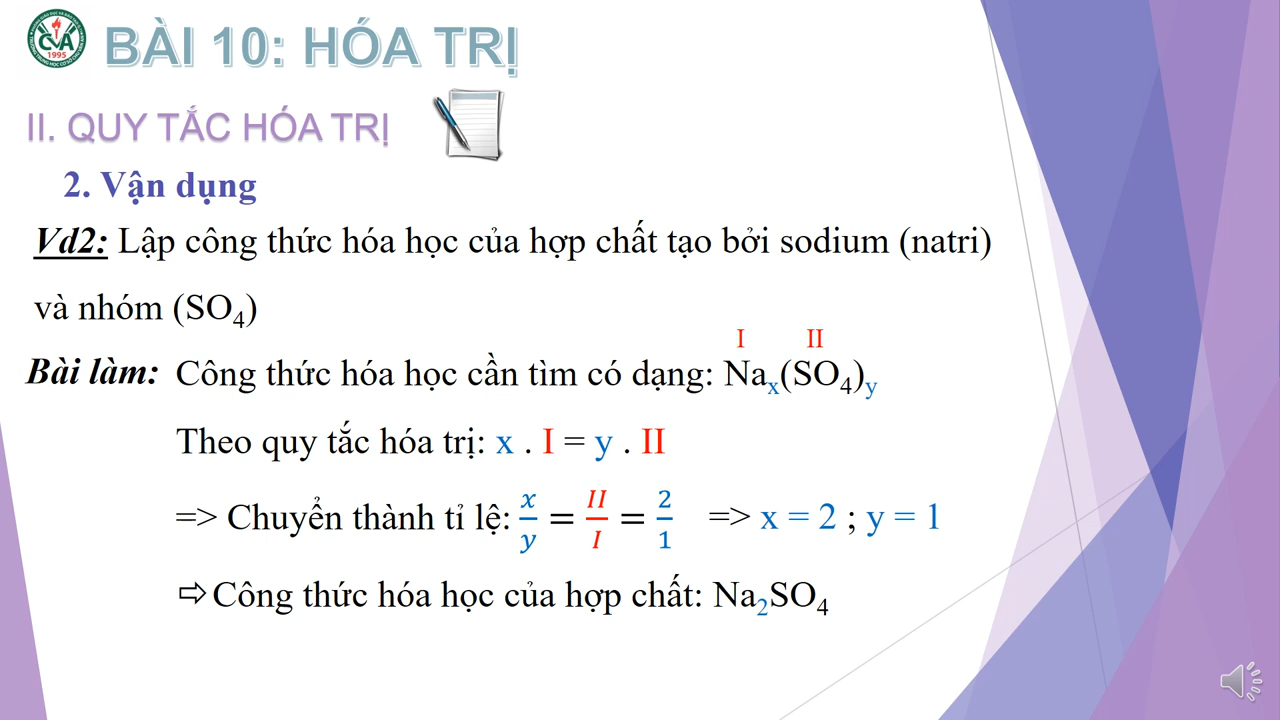 CVA
1995
BÀI 10: HÓA TRỊ
II. QUY TẮC HÓA TRỊ
2. Vận dụng
Vd2: Lập công thức hóa học của hợp chất tạo bởi sodium (natri)
và nhóm (SO₄)
I II
Bài làm: Công thức hóa học cần tìm có dạng: Naₓ(SO₄)y
Theo quy tắc hóa trị: x . I = y . II
=> Chuyển thành tỉ lệ: x/y = II/I = 2/1 => x = 2 ; y = 1
⇨ Công thức hóa học của hợp chất: Na₂SO₄